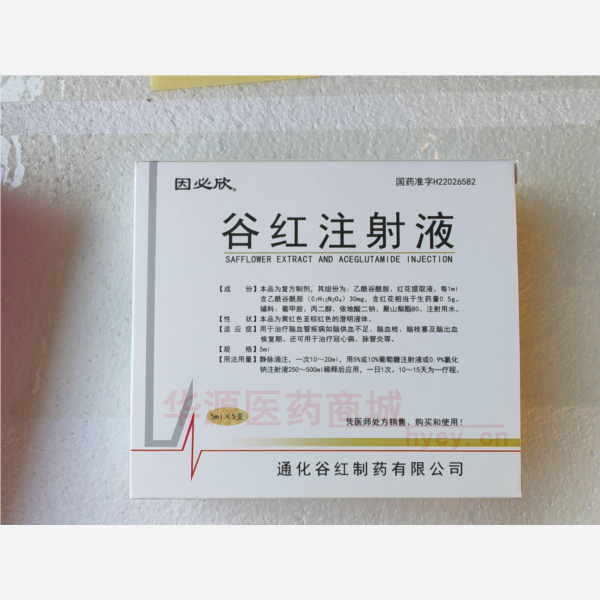 因必欣®
国药准字H22026582
谷红注射液
SAFFLOWER EXTRACT AND ACEGLUTAMIDE INJECTION
【成 份】本品为复方制剂，其组份为：乙酰谷酰胺、红花提取液。每1ml
含乙酰谷酰胺（C₇H₁₂N₂O₄）30mg，含红花相当于生药量0.5g。
辅料：葡甲胺、丙二醇、依地酸二钠、聚山梨酯80、注射用水。
【性 状】本品为黄红色至棕红色的澄明液体。
【适 应 症】用于治疗脑血管疾病如脑供血不足、脑血栓、脑栓塞及脑出血
恢复期，还可用于治疗冠心病、脉管炎等。
【规 格】5ml
【用法用量】静脉滴注，一次10～20ml，用5%或10%葡萄糖注射液或0.9%氯化
钠注射液250～500ml稀释后应用，一日1次。10～15天为一疗程。
华源医药商城
5ml×5支
凭医师处方销售、购买和使用！
hyey.cn
通化谷红制药有限公司